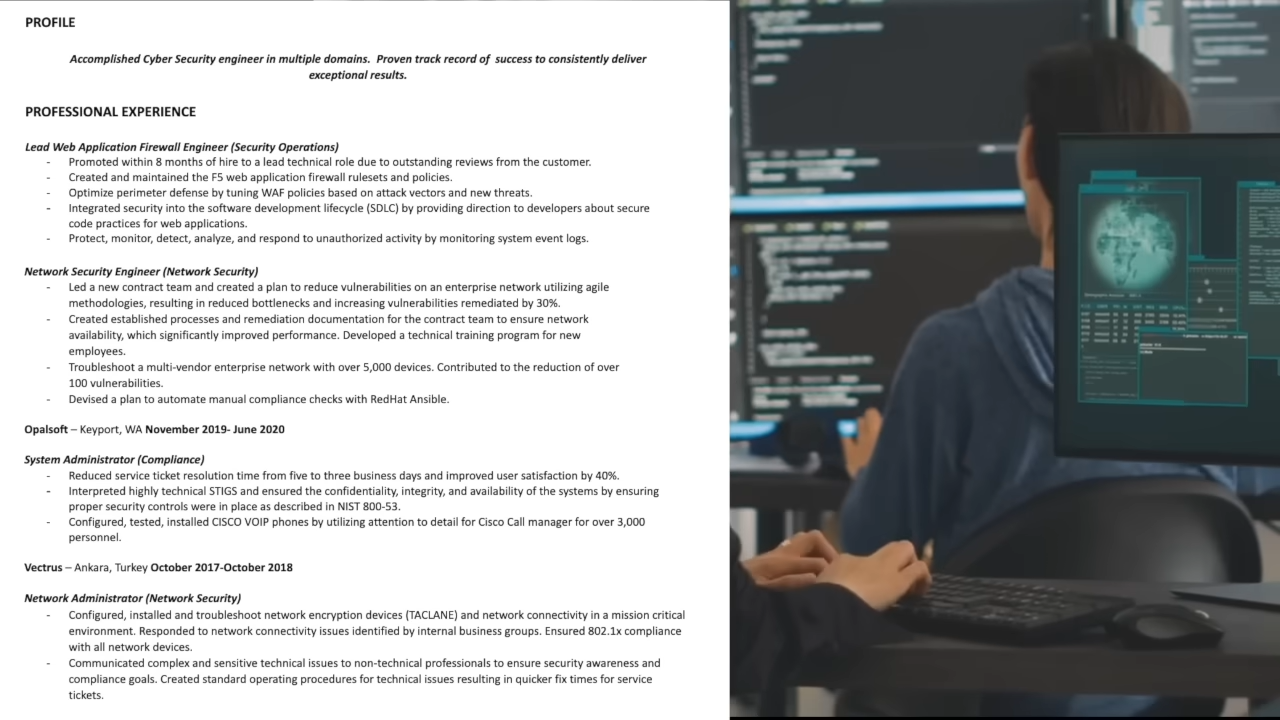 PROFILE
Accomplished Cyber Security engineer in multiple domains.  Proven track record of  success to consistently deliver
exceptional results.
PROFESSIONAL EXPERIENCE
Lead Web Application Firewall Engineer (Security Operations)
- Promoted within 8 months of hire to a lead technical role due to outstanding reviews from the customer.
- Created and maintained the F5 web application firewall rulesets and policies.
- Optimize perimeter defense by tuning WAF policies based on attack vectors and new threats.
- Integrated security into the software development lifecycle (SDLC) by providing direction to developers about secure
code practices for web applications.
- Protect, monitor, detect, analyze, and respond to unauthorized activity by monitoring system event logs.
Network Security Engineer (Network Security)
- Led a new contract team and created a plan to reduce vulnerabilities on an enterprise network utilizing agile
methodologies, resulting in reduced bottlenecks and increasing vulnerabilities remediated by 30%.
- Created established processes and remediation documentation for the contract team to ensure network
availability, which significantly improved performance. Developed a technical training program for new
employees.
- Troubleshoot a multi-vendor enterprise network with over 5,000 devices. Contributed to the reduction of over
100 vulnerabilities.
- Devised a plan to automate manual compliance checks with RedHat Ansible.
Opalsoft – Keyport, WA November 2019- June 2020
System Administrator (Compliance)
- Reduced service ticket resolution time from five to three business days and improved user satisfaction by 40%.
- Interpreted highly technical STIGS and ensured the confidentiality, integrity, and availability of the systems by ensuring
proper security controls were in place as described in NIST 800-53.
- Configured, tested, installed CISCO VOIP phones by utilizing attention to detail for Cisco Call manager for over 3,000
personnel.
Vectrus – Ankara, Turkey October 2017-October 2018
Network Administrator (Network Security)
- Configured, installed and troubleshoot network encryption devices (TACLANE) and network connectivity in a mission critical
environment. Responded to network connectivity issues identified by internal business groups. Ensured 802.1x compliance
with all network devices.
- Communicated complex and sensitive technical issues to non-technical professionals to ensure security awareness and
compliance goals. Created standard operating procedures for technical issues resulting in quicker fix times for service
tickets.